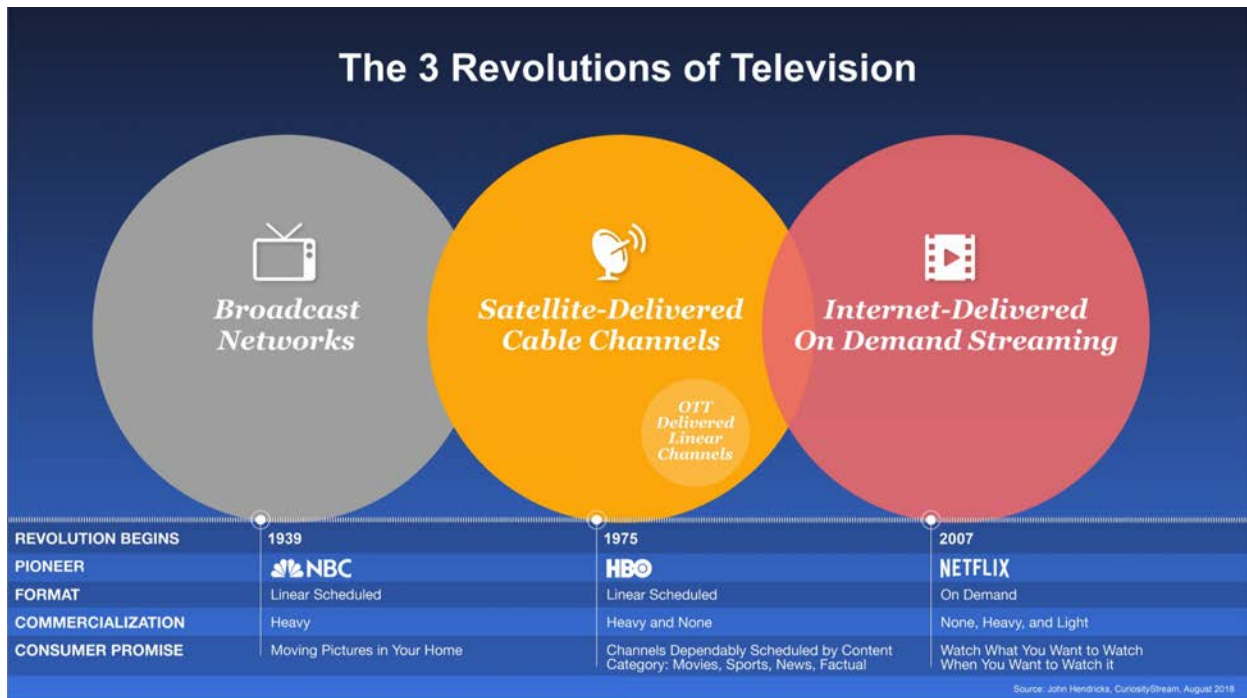 The 3 Revolutions of Television
Broadcast
Networks
Satellite-Delivered
Cable Channels
OTT
Delivered
Linear
Channels
Internet-Delivered
On Demand Streaming
REVOLUTION BEGINS 1939 1975 2007
PIONEER NBC HBO NETFLIX
FORMAT Linear Scheduled Linear Scheduled On Demand
COMMERCIALIZATION Heavy Heavy and None None, Heavy, and Light
CONSUMER PROMISE Moving Pictures in Your Home Channels Dependably Scheduled by Content Watch What You Want to Watch
Category: Movies, Sports, News, Factual When You Want to Watch it
Source: John Hendricks, CuriosityStream, August 2018